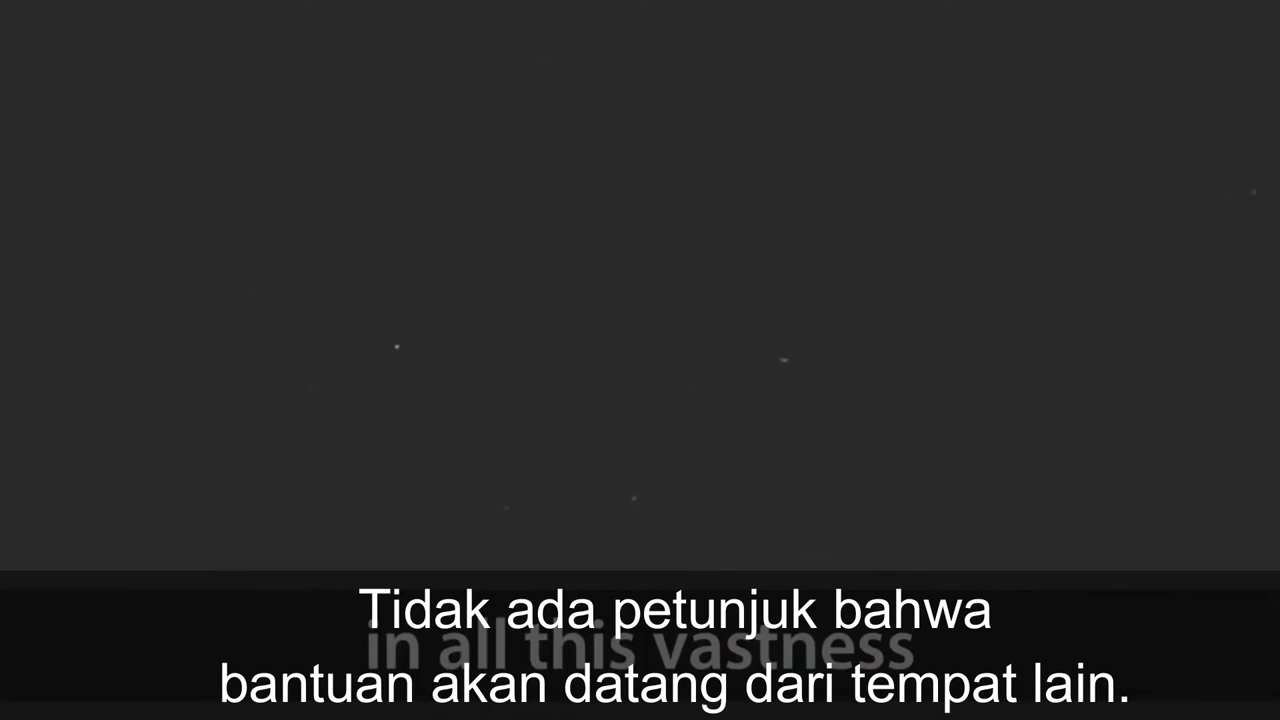 Tidak ada petunjuk bahwa
in all this vastness
bantuan akan datang dari tempat lain.